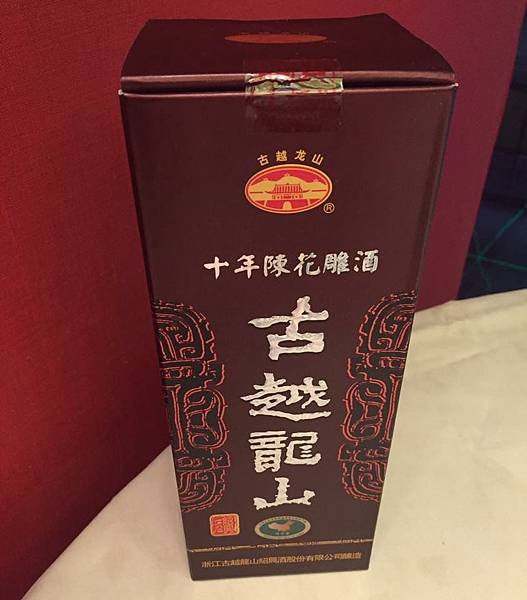 古越龙山
®
十年陳花雕酒
古越龍山
浙江古越龍山紹興酒股份有限公司釀造